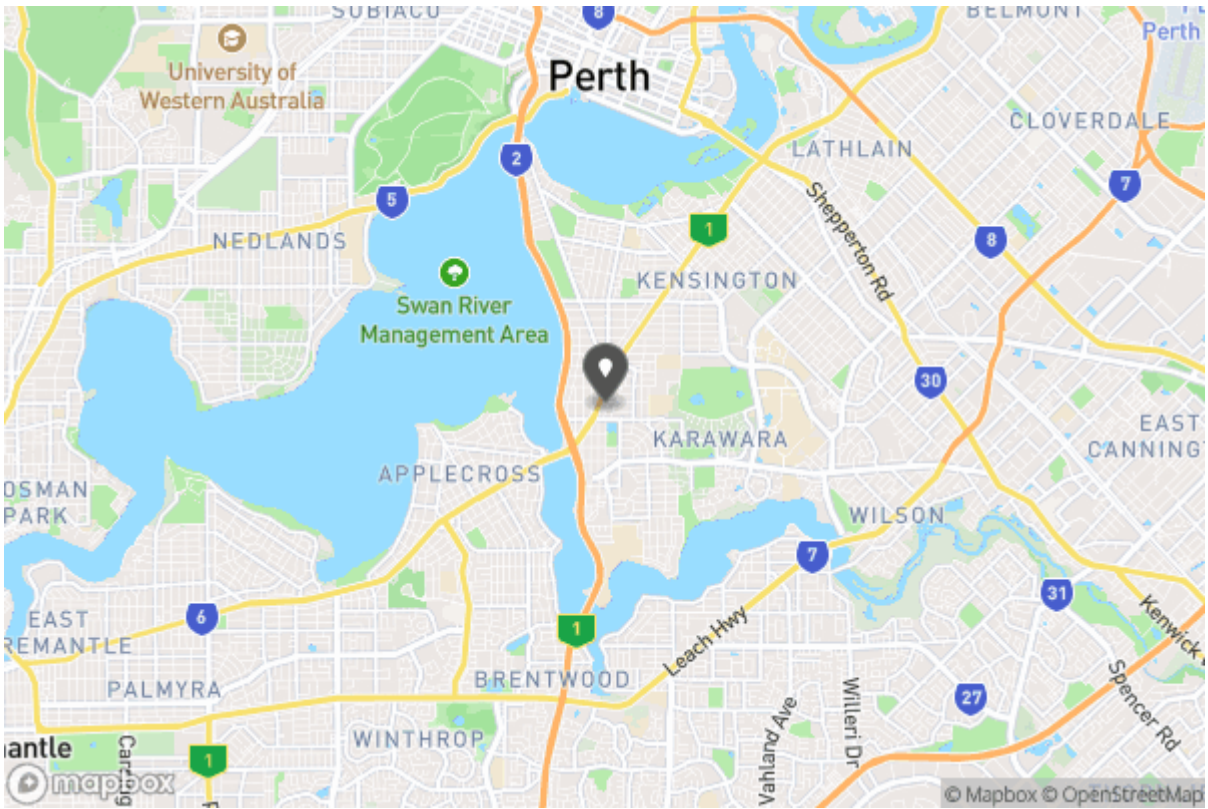 SUBIACO
8
BELMONT
Perth
University of
Western Australia
Perth
CLOVERDALE
2
LATHLAIN
7
5
Shepperton Rd
NEDLANDS
1
8
KENSINGTON
Swan River
Management Area
30
KARAWARA
EAST
APPLECROSS
OSMAN
PARK
WILSON
7
31
6
EAST
REMANTLE
1
Leach Hwy
Kenwick
BRENTWOOD
PALMYRA
Spencer Rd
27
Willeri Dr
Vahland Ave
WINTHROP
antle
1
mapbox
© Mapbox © OpenStreetMap